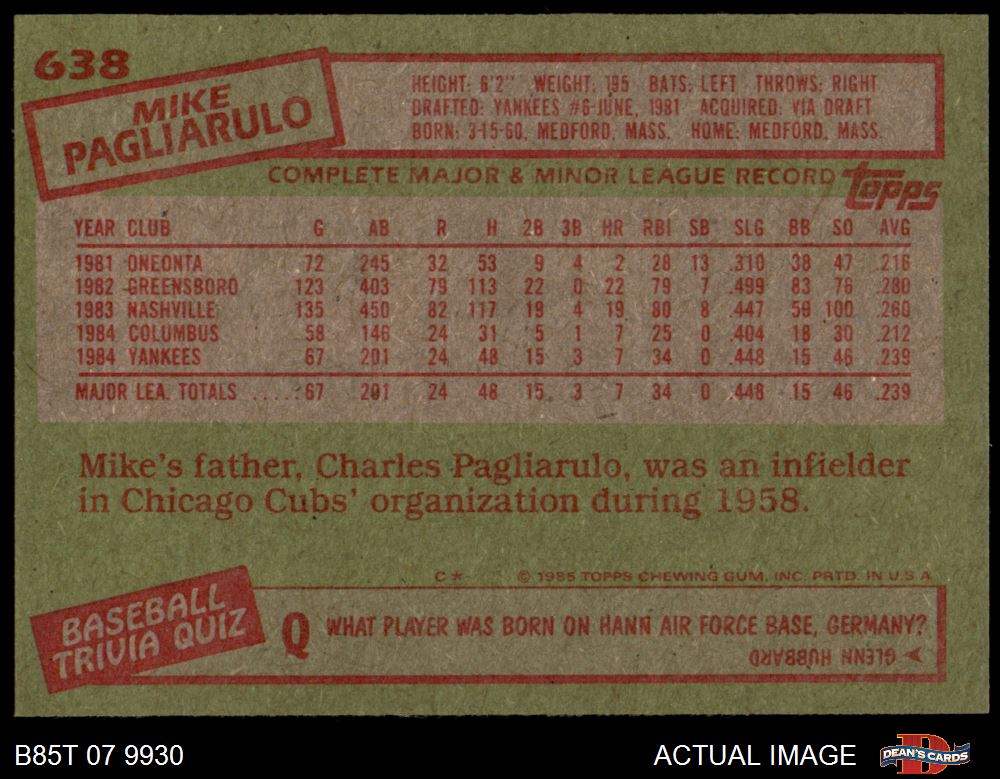 638
MIKE
PAGLIARULO
HEIGHT: 6'2" WEIGHT: 195 BATS: LEFT THROWS: RIGHT
DRAFTED: YANKEES #6-JUNE, 1981 ACQUIRED: VIA DRAFT
BORN: 3-15-60, MEDFORD, MASS. HOME: MEDFORD, MASS.
COMPLETE MAJOR & MINOR LEAGUE RECORD topps
YEAR CLUB G AB R H 2B 3B HR RBI SB SLG BB SO AVG
1981 ONEONTA 72 245 32 53 9 4 2 28 13 .310 38 47 .216
1982 GREENSBORO 123 403 79 113 22 0 22 79 7 .499 83 76 .280
1983 NASHVILLE 135 450 82 117 19 4 19 80 8 .447 59 100 .260
1984 COLUMBUS 58 146 24 31 5 1 7 25 0 .404 18 30 .212
1984 YANKEES 67 201 24 48 15 3 7 34 0 .448 15 46 .239
MAJOR LEA. TOTALS .....67 201 24 48 15 3 7 34 0 .448 15 46 .239
Mike's father, Charles Pagliarulo, was an infielder
in Chicago Cubs' organization during 1958.
C* © 1985 TOPPS CHEWING GUM, INC. PRTD. IN U.S.A.
BASEBALL
TRIVIA QUIZ
Q WHAT PLAYER WAS BORN ON HANN AIR FORCE BASE, GERMANY?
GLENN HUBBARD
B85T 07 9930 ACTUAL IMAGE DEAN'S CARDS